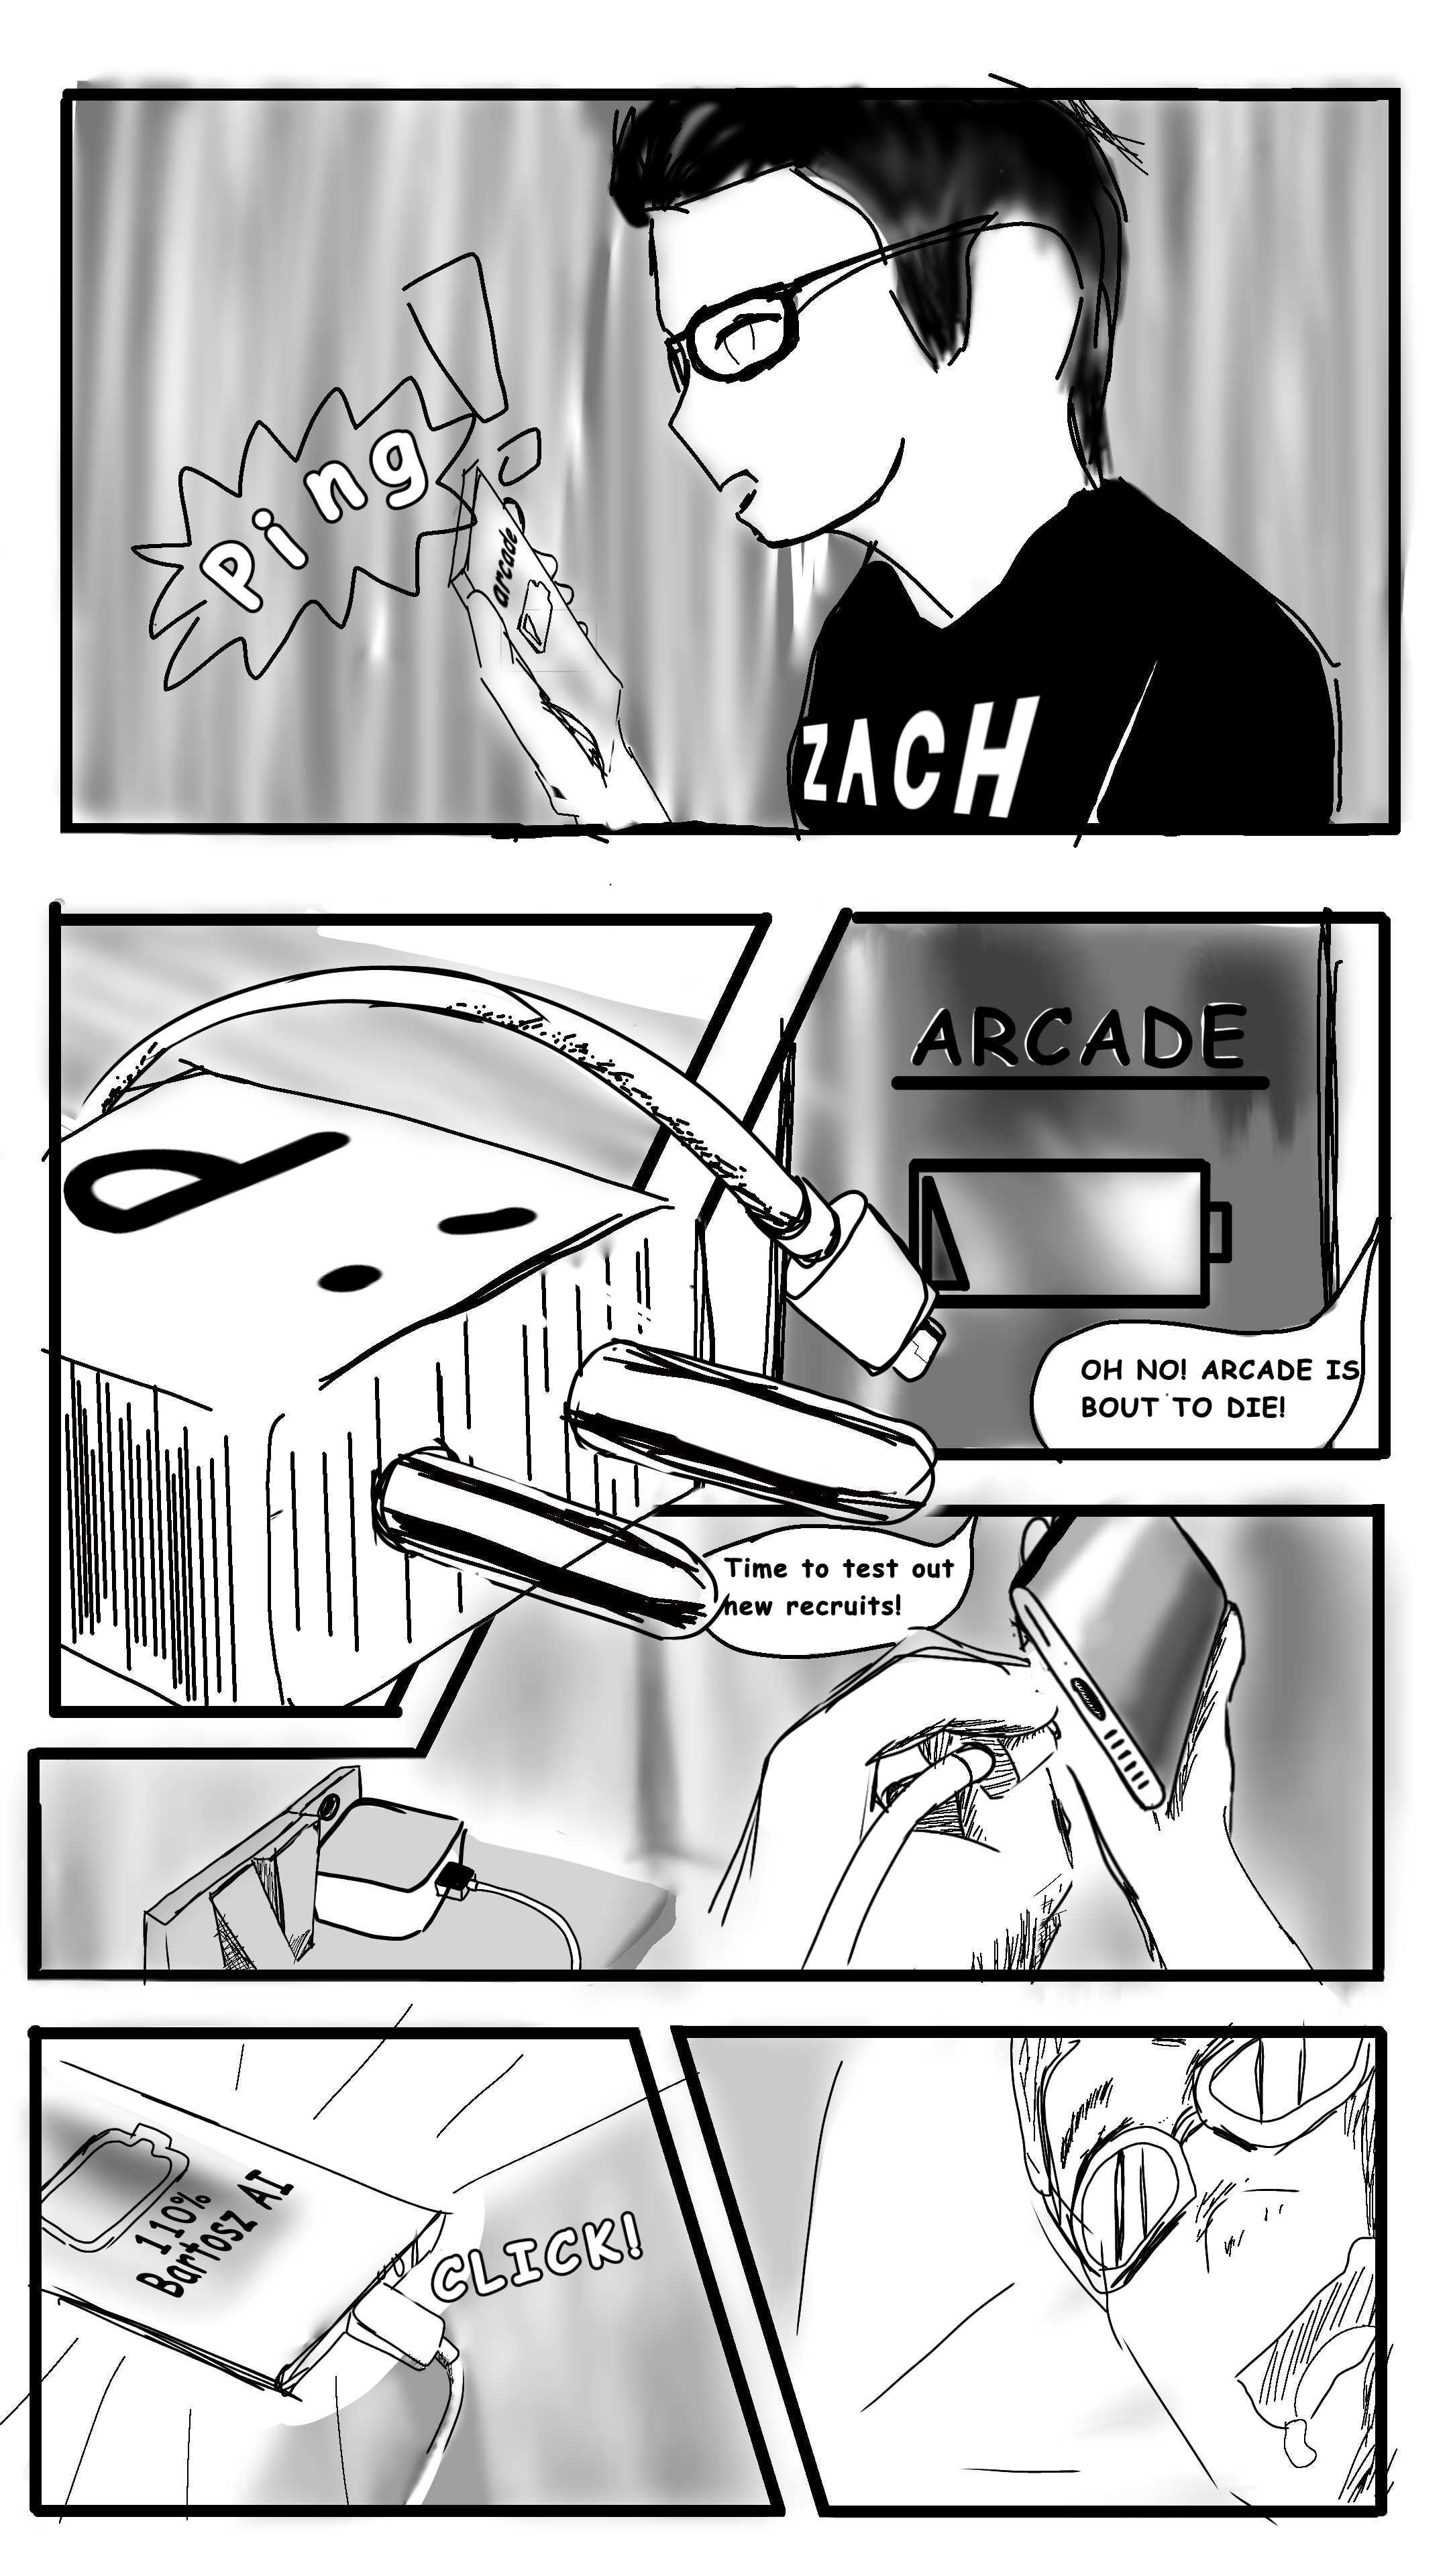 Ping!
arcade
ZACH
ARCADE
OH NO! ARCADE IS
BOUT TO DIE!
Time to test out
new recruits!
110%
Bartosz AI
CLICK!